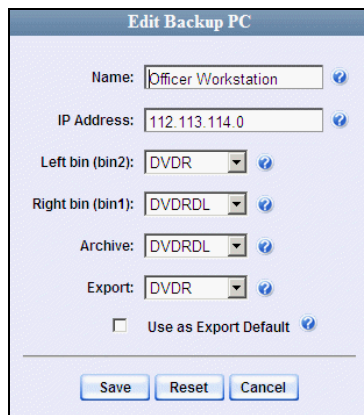 Edit Backup PC
Name: Officer Workstation
IP Address: 112.113.114.0
Left bin (bin2): DVDR
Right bin (bin1): DVDRDL
Archive: DVDRDL
Export: DVDR
Use as Export Default
Save Reset Cancel